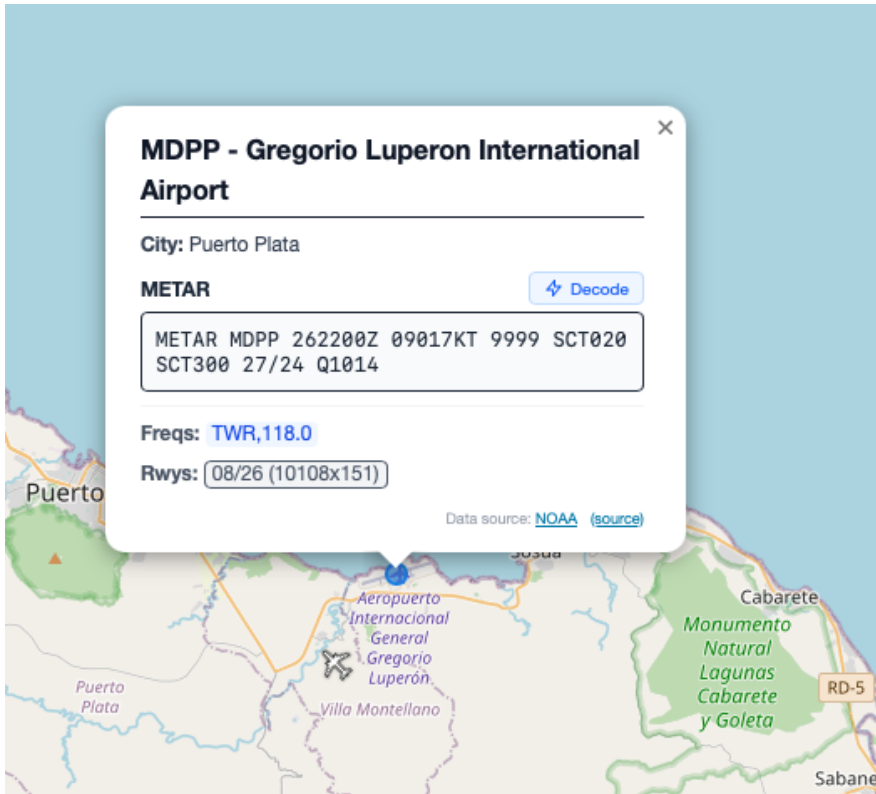 MDPP - Gregorio Luperon International
Airport
City: Puerto Plata
METAR
Decode
METAR MDPP 262200Z 09017KT 9999 SCT020
SCT300 27/24 Q1014
Freqs: TWR,118.0
Rwys: 08/26 (10108x151)
Data source: NOAA (source)
Puerto
Sosúa
Aeropuerto
Internacional
General
Gregorio
Luperón
Cabarete
Monumento
Natural
Lagunas
Cabarete
y Goleta
Puerto
Plata
Villa Montellano
RD-5
Sabane